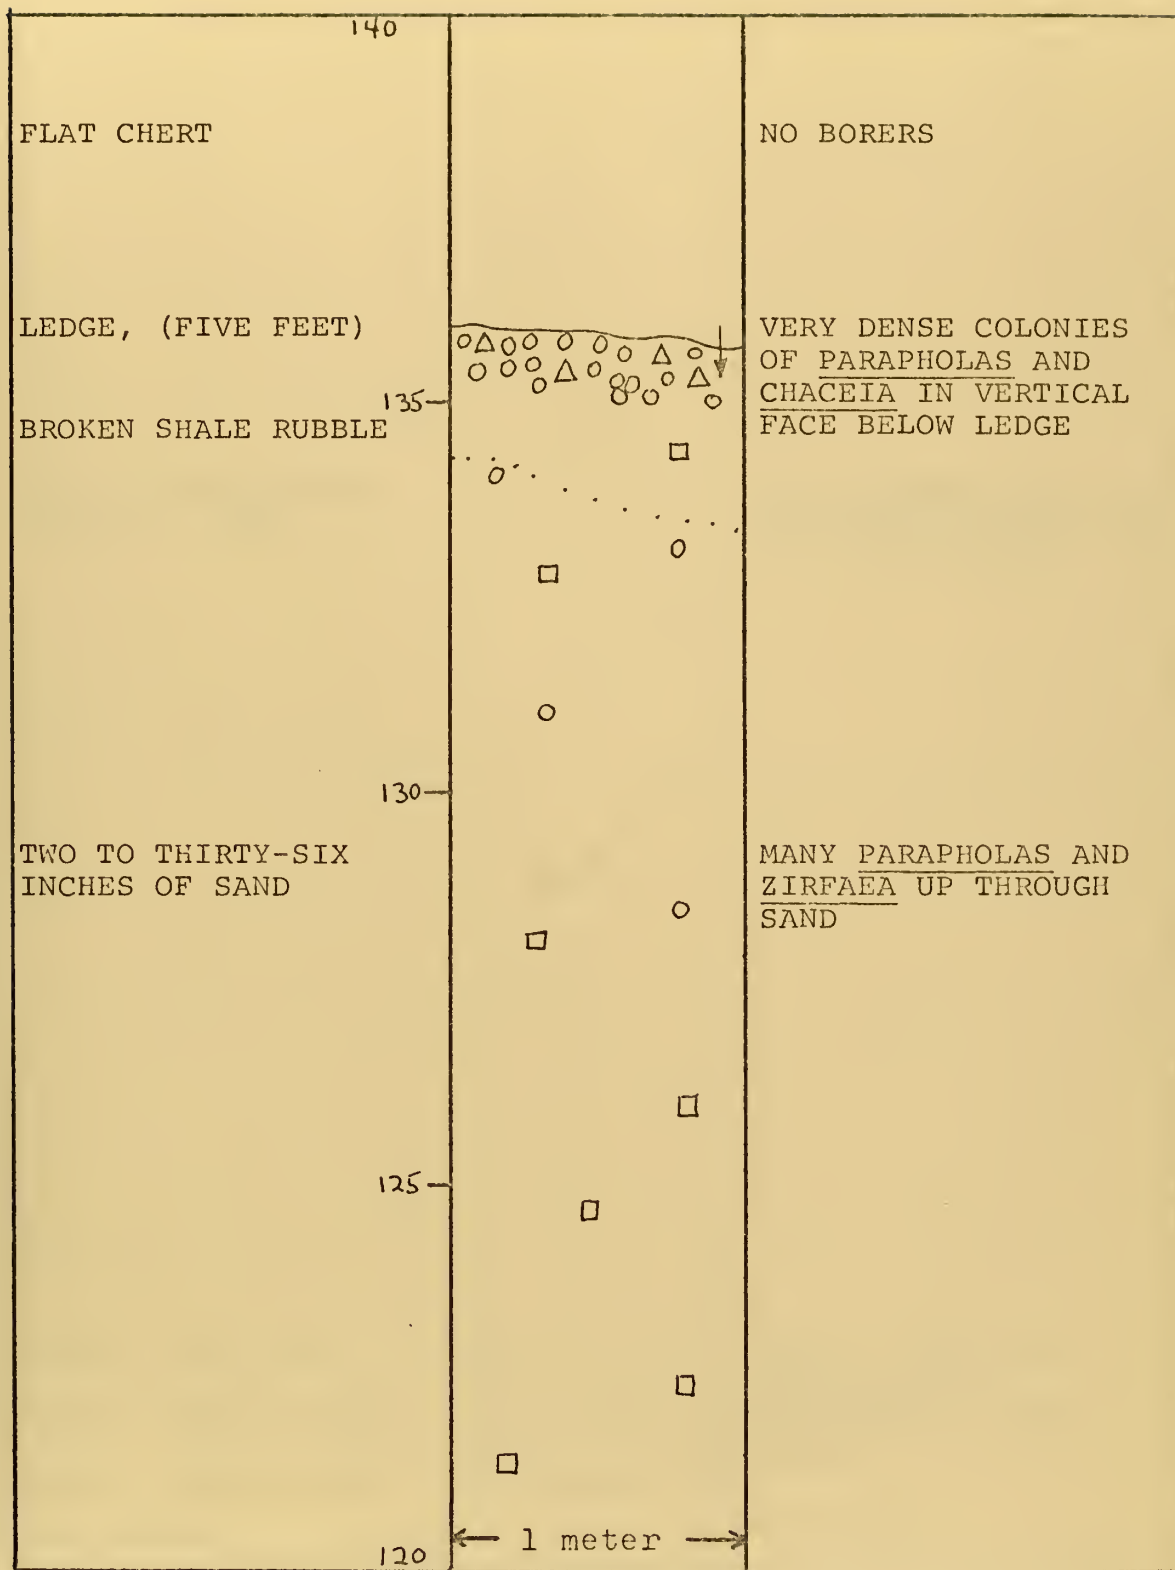 140
FLAT CHERT
NO BORERS
LEDGE, (FIVE FEET)
VERY DENSE COLONIES
OF PARAPHOLAS AND
CHACEIA IN VERTICAL
FACE BELOW LEDGE
135
BROKEN SHALE RUBBLE
130
TWO TO THIRTY-SIX
INCHES OF SAND
MANY PARAPHOLAS AND
ZIRFAEA UP THROUGH
SAND
125
1 meter
120